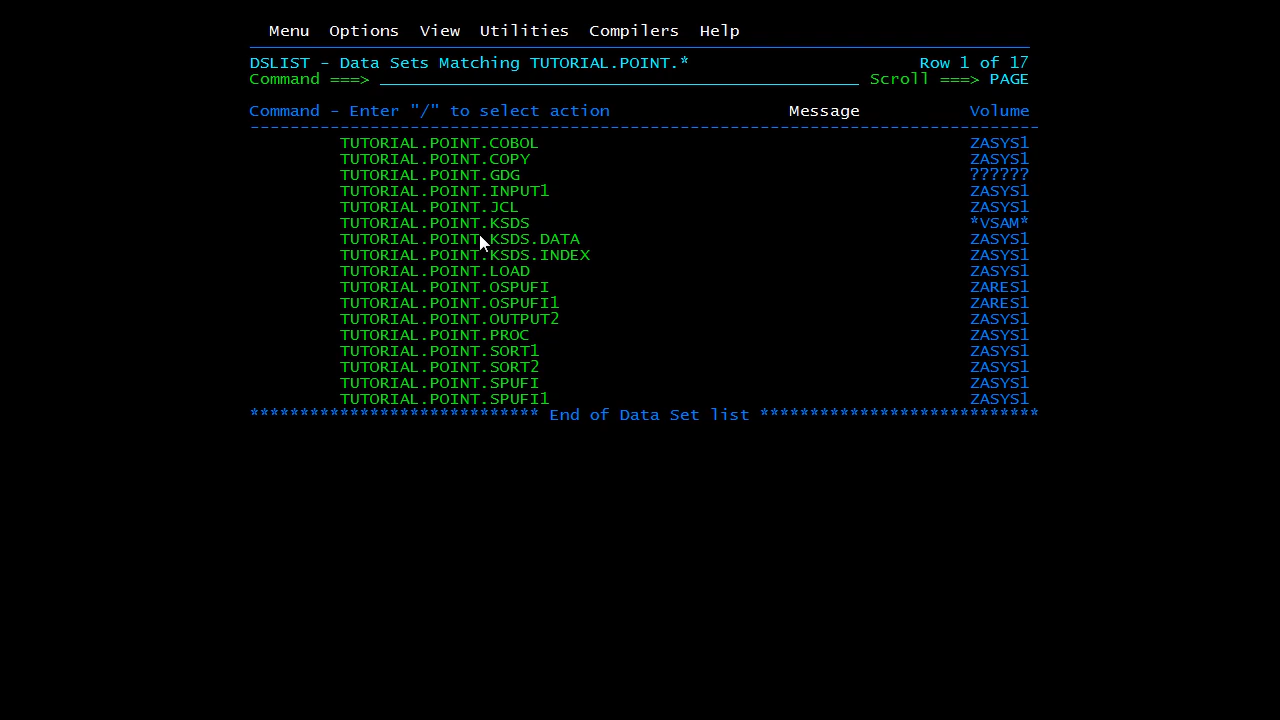 Menu Options View Utilities Compilers Help
DSLIST - Data Sets Matching TUTORIAL.POINT.* Row 1 of 17
Command ===> Scroll ===> PAGE
Command - Enter "/" to select action Message Volume
TUTORIAL.POINT.COBOL ZASYS1
TUTORIAL.POINT.COPY ZASYS1
TUTORIAL.POINT.GDG ??????
TUTORIAL.POINT.INPUT1 ZASYS1
TUTORIAL.POINT.JCL ZASYS1
TUTORIAL.POINT.KSDS *VSAM*
TUTORIAL.POINT.KSDS.DATA ZASYS1
TUTORIAL.POINT.KSDS.INDEX ZASYS1
TUTORIAL.POINT.LOAD ZASYS1
TUTORIAL.POINT.OSPUFI ZARES1
TUTORIAL.POINT.OSPUFI1 ZARES1
TUTORIAL.POINT.OUTPUT2 ZASYS1
TUTORIAL.POINT.PROC ZASYS1
TUTORIAL.POINT.SORT1 ZASYS1
TUTORIAL.POINT.SORT2 ZASYS1
TUTORIAL.POINT.SPUFI ZASYS1
TUTORIAL.POINT.SPUFI1 ZASYS1
***************************** End of Data Set list ****************************